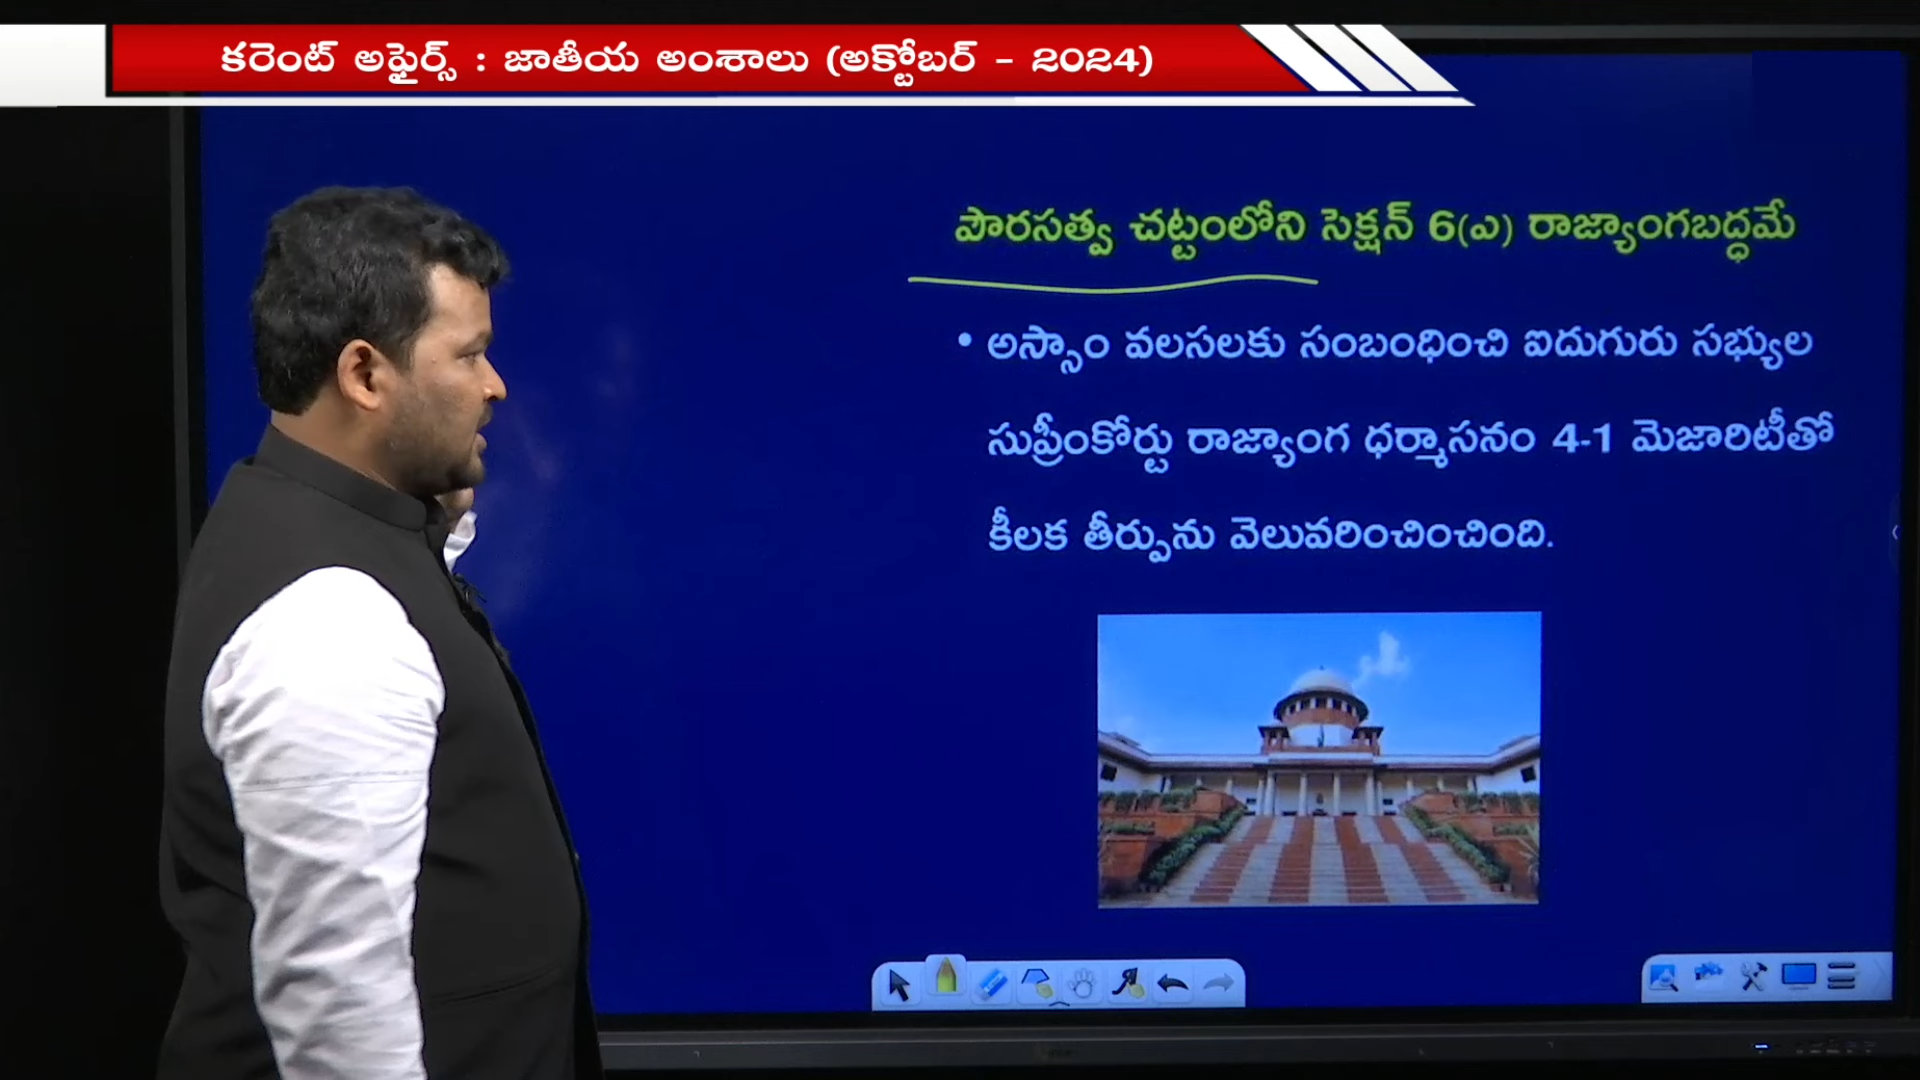 కరెంట్ అఫైర్స్ : జాతీయ అంశాలు (అక్టోబర్ - 2024)
పౌరసత్వ చట్టంలోని సెక్షన్ 6(ఎ) రాజ్యాంగబద్ధమే
• అస్సాం వలసలకు సంబంధించి ఐదుగురు సభ్యుల
సుప్రీంకోర్టు రాజ్యాంగ ధర్మాసనం 4-1 మెజారిటీతో
కీలక తీర్పును వెలువరించించింది.